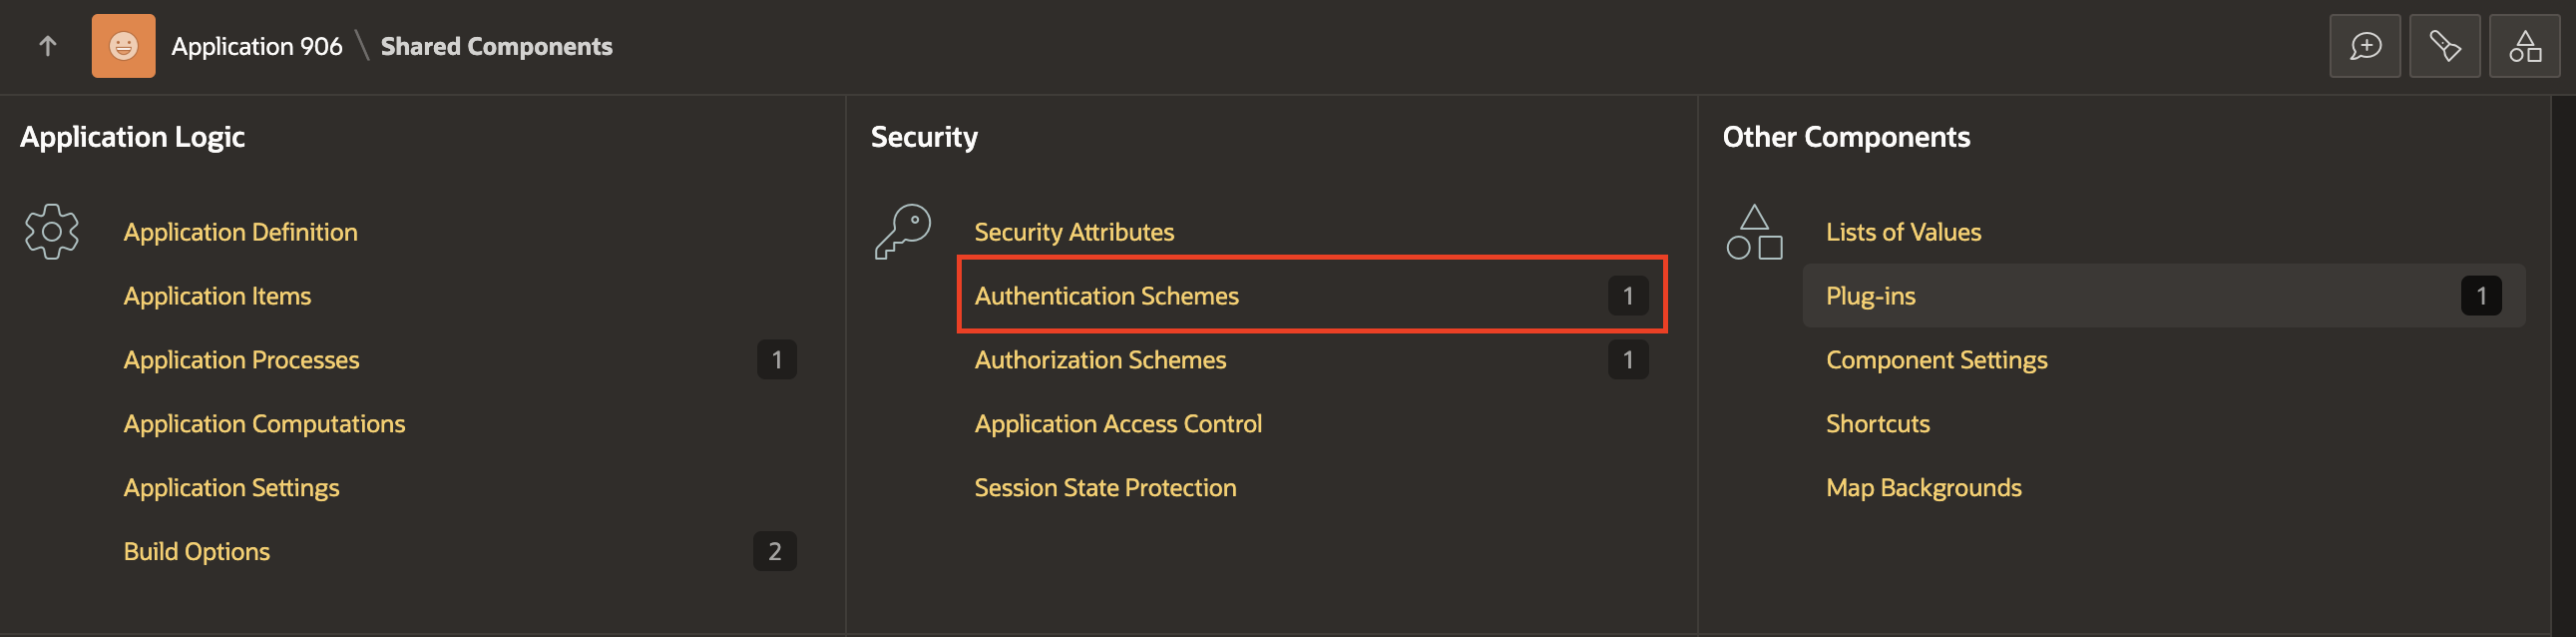 Application 906 \ Shared Components
Application Logic
Application Definition
Application Items
Application Processes 1
Application Computations
Application Settings
Build Options 2
Security
Security Attributes
Authentication Schemes 1
Authorization Schemes 1
Application Access Control
Session State Protection
Other Components
Lists of Values
Plug-ins 1
Component Settings
Shortcuts
Map Backgrounds